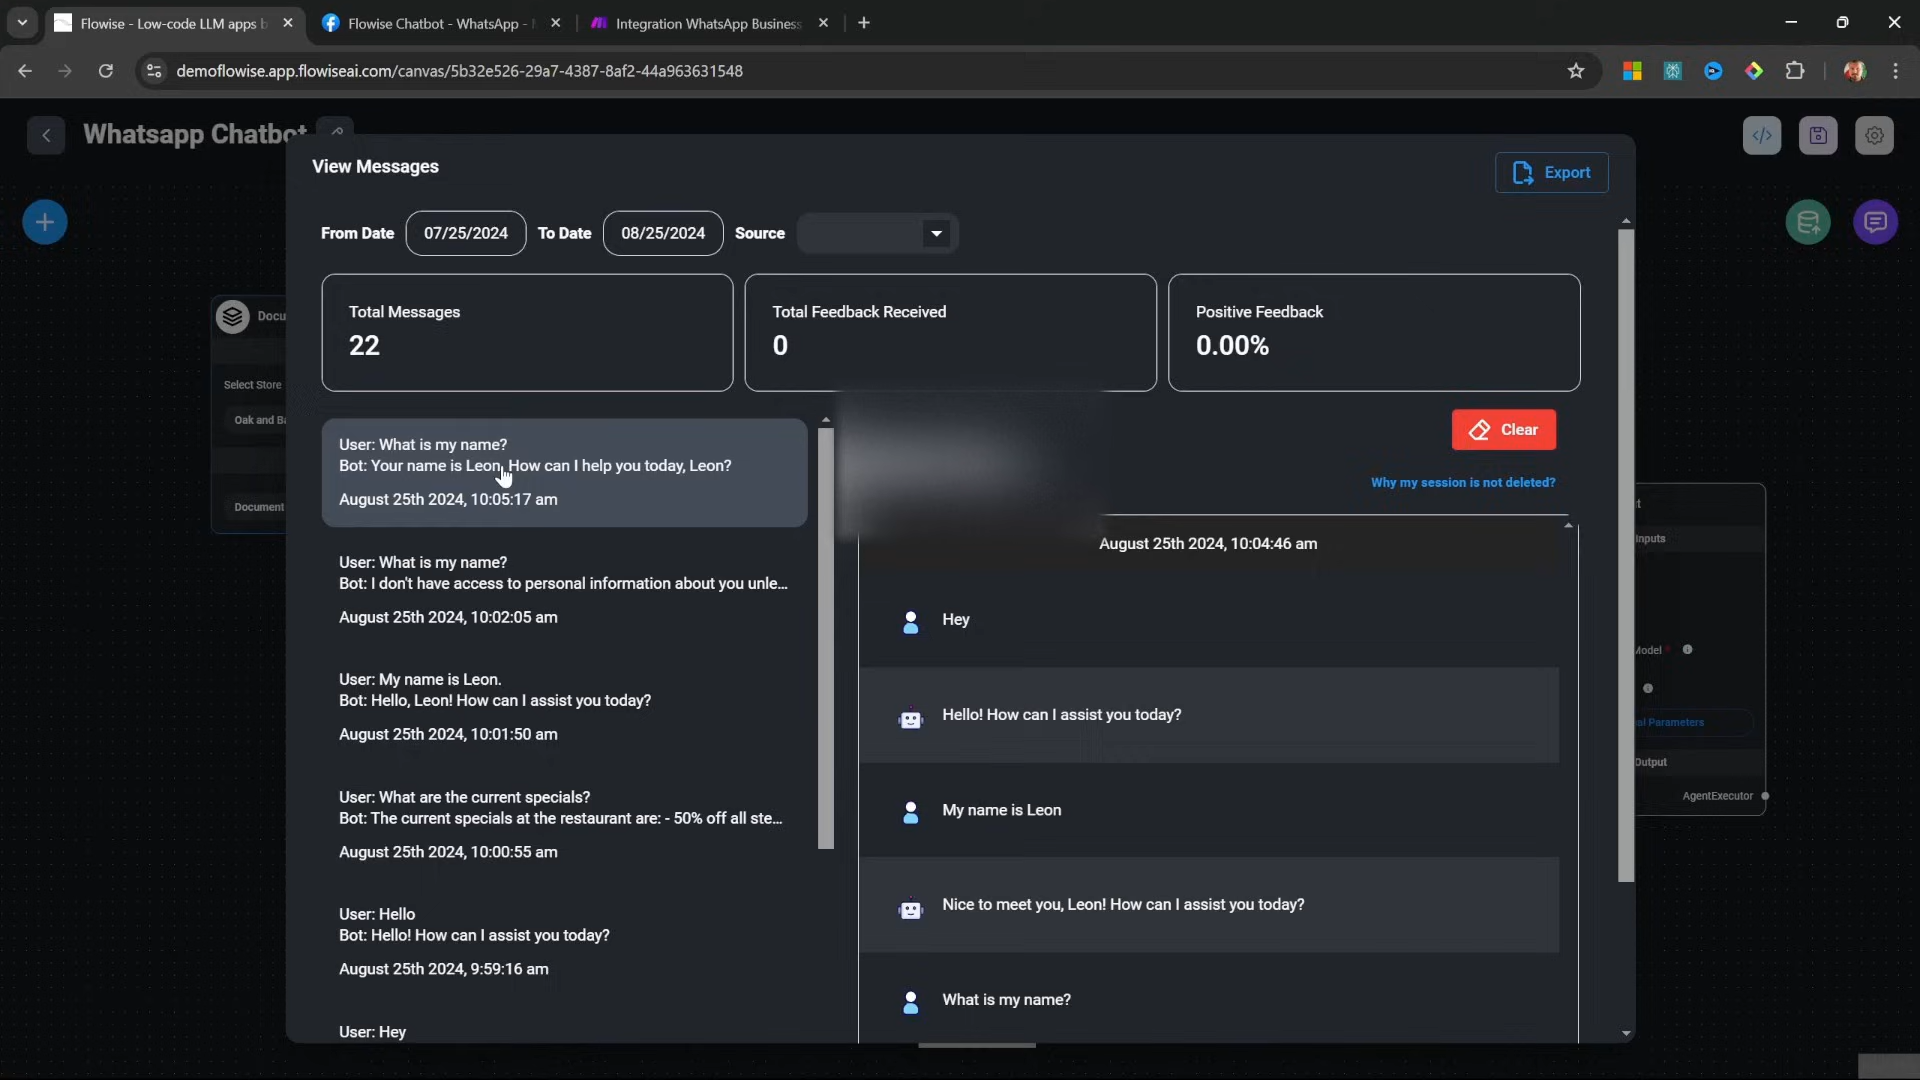 Flowise - Low-code LLM apps b
Flowise Chatbot - WhatsApp -
Integration WhatsApp Business
demoflowise.app.flowiseai.com/canvas/5b32e526-29a7-4387-8af2-44a963631548
Whatsapp Chatbot
View Messages
Export
From Date
07/25/2024
To Date
08/25/2024
Source
Total Messages
22
Total Feedback Received
0
Positive Feedback
0.00%
Docu
Select Store
Oak and Ba
Document
User: What is my name?
Bot: Your name is Leon. How can I help you today, Leon?
August 25th 2024, 10:05:17 am
User: What is my name?
Bot: I don't have access to personal information about you unle...
August 25th 2024, 10:02:05 am
User: My name is Leon.
Bot: Hello, Leon! How can I assist you today?
August 25th 2024, 10:01:50 am
User: What are the current specials?
Bot: The current specials at the restaurant are: - 50% off all ste...
August 25th 2024, 10:00:55 am
User: Hello
Bot: Hello! How can I assist you today?
August 25th 2024, 9:59:16 am
User: Hey
Clear
Why my session is not deleted?
August 25th 2024, 10:04:46 am
Hey
Hello! How can I assist you today?
My name is Leon
Nice to meet you, Leon! How can I assist you today?
What is my name?
t
Inputs
Model *
al Parameters
Output
AgentExecutor